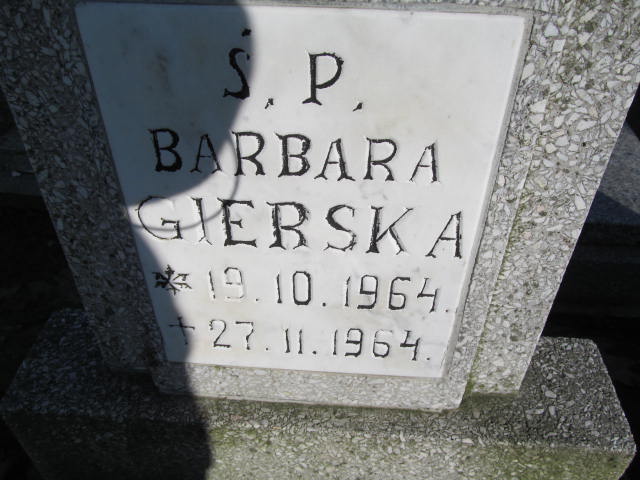 Ś. P.
BARBARA
GIERSKA
* 19. 10. 1964.
+ 27. 11. 1964.